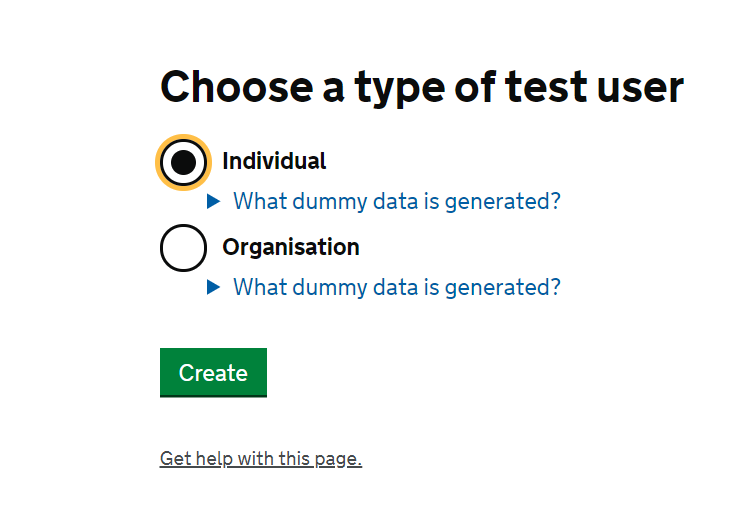 Choose a type of test user
Individual
What dummy data is generated?
Organisation
What dummy data is generated?
Create
Get help with this page.